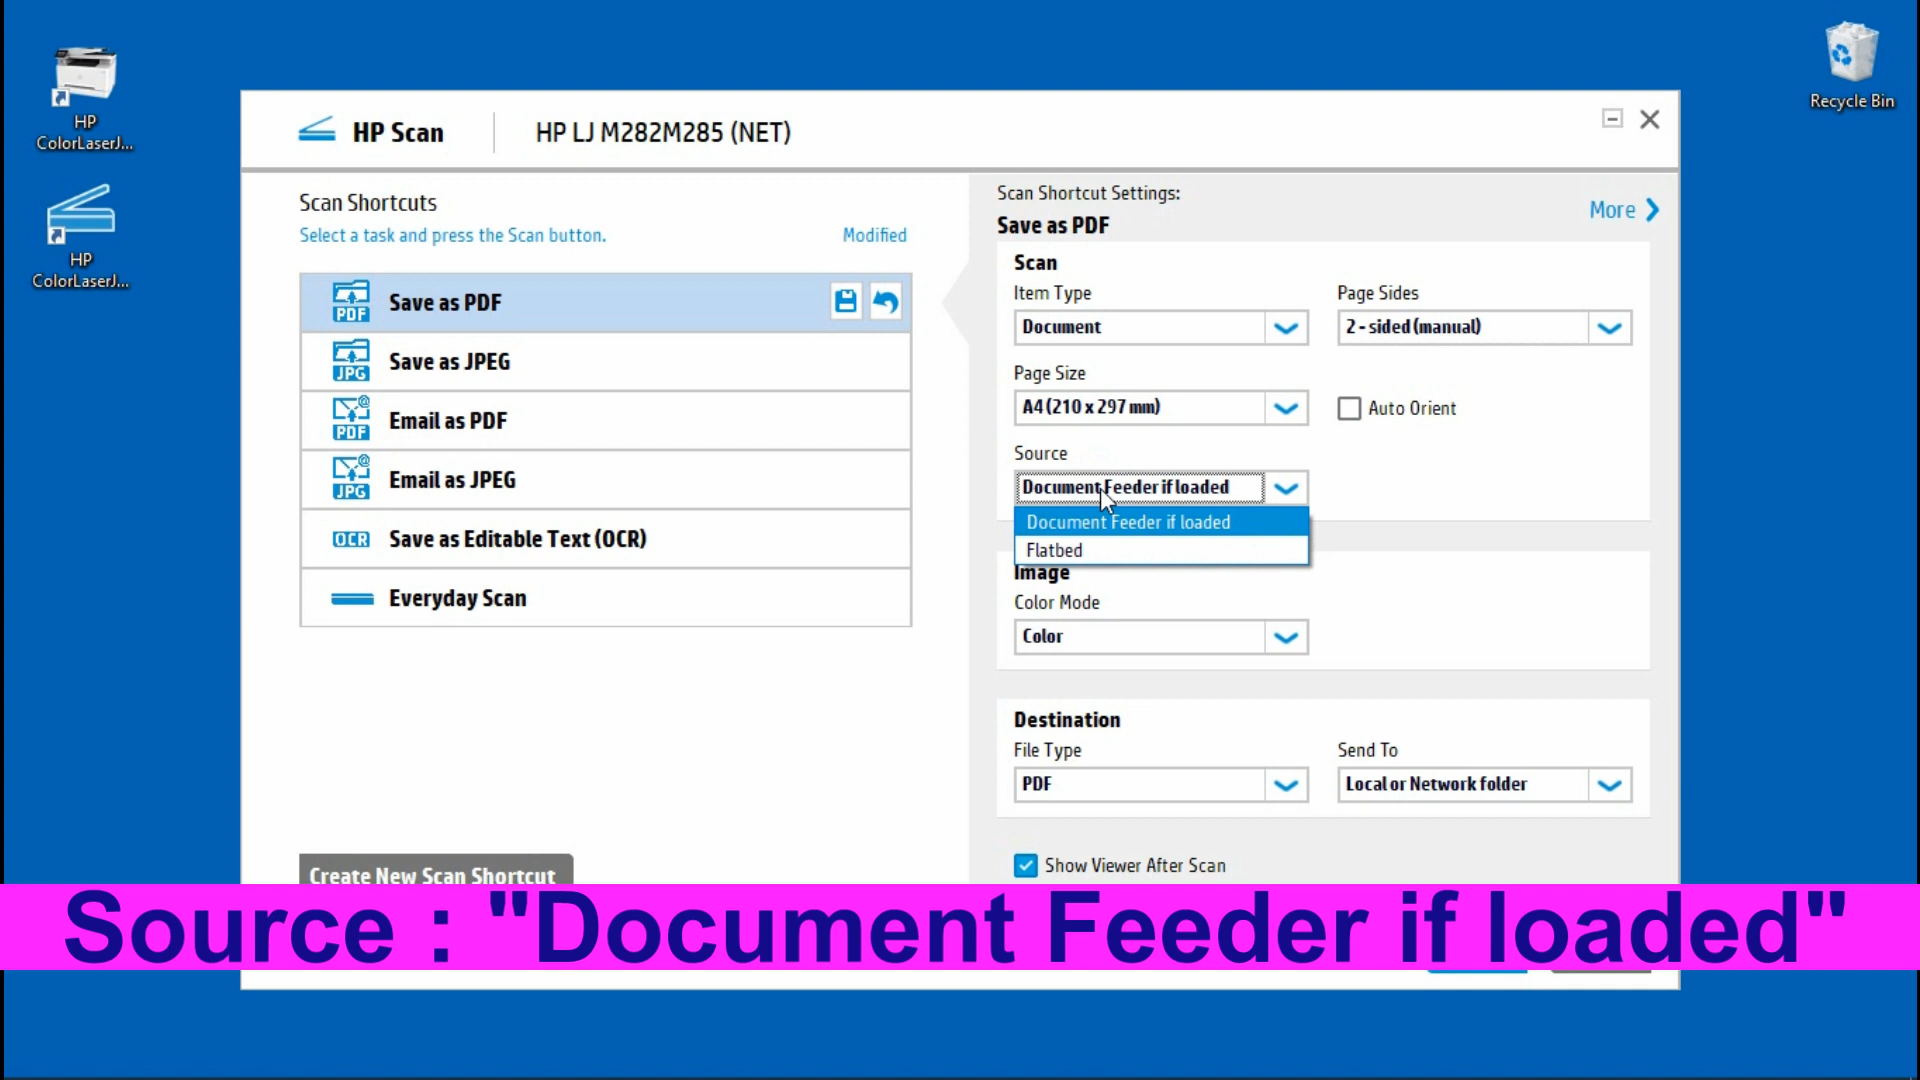 HP
ColorLaserJ...
HP
ColorLaserJ...
Recycle Bin
HP Scan
HP LJ M282M285 (NET)
Scan Shortcuts
Select a task and press the Scan button.
Modified
PDF
Save as PDF
JPG
Save as JPEG
@
PDF
Email as PDF
@
JPG
Email as JPEG
OCR
Save as Editable Text (OCR)
Everyday Scan
Create New Scan Shortcut
Scan Shortcut Settings:
More
Save as PDF
Scan
Item Type
Page Sides
Document
2 - sided (manual)
Page Size
A4 (210 x 297 mm)
Auto Orient
Source
Document Feeder if loaded
Document Feeder if loaded
Flatbed
Image
Color Mode
Color
Destination
File Type
Send To
PDF
Local or Network folder
Show Viewer After Scan
Source : "Document Feeder if loaded"